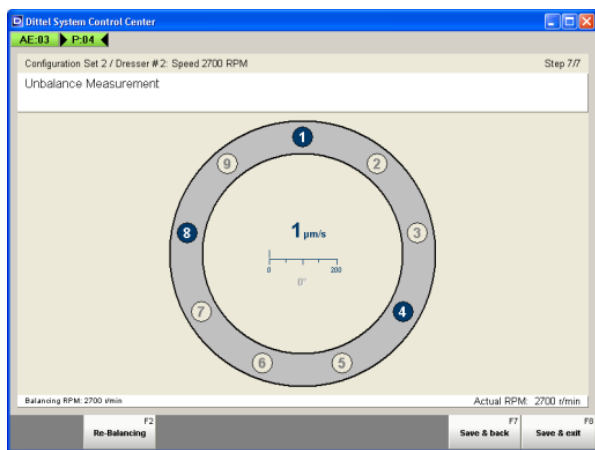 Dittel System Control Center
AE:03 P:04
Configuration Set 2 / Dresser #2: Speed 2700 RPM Step 7/7
Unbalance Measurement
1
9 2
1 µm/s
8 3
0 200
0°
7 4
6 5
Balancing RPM: 2700 r/min Actual RPM: 2700 r/min
F2 F7 F8
Re-Balancing Save & back Save & exit